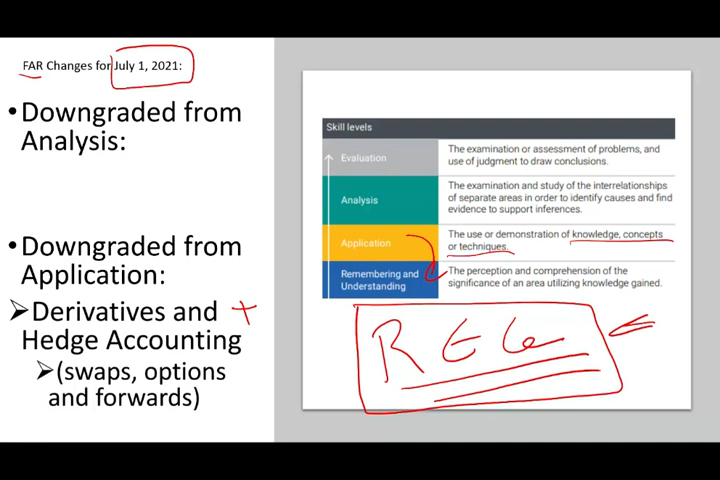 FAR Changes for July 1, 2021:
•Downgraded from
Analysis:
•Downgraded from
Application:
➢Derivatives and +
Hedge Accounting
➢(swaps, options
and forwards)
Skill levels
Evaluation
The examination or assessment of problems, and
use of judgment to draw conclusions.
Analysis
The examination and study of the interrelationships
of separate areas in order to identify causes and find
evidence to support inferences.
Application
The use or demonstration of knowledge, concepts
or techniques.
Remembering and
Understanding
The perception and comprehension of the
significance of an area utilizing knowledge gained.
REG